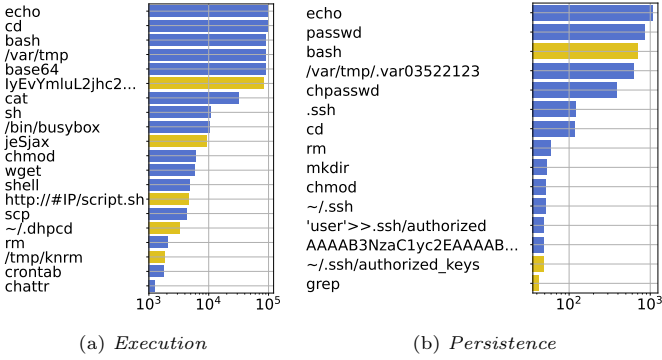 echo
cd
bash
/var/tmp
base64
IyEvYmluL2jhc2...
cat
sh
/bin/busybox
jeSjax
chmod
wget
shell
http://#IP/script.sh
scp
~/.dhpcd
rm
/tmp/knrm
crontab
chattr
10³ 10⁴ 10⁵
(a) Execution
echo
passwd
bash
/var/tmp/.var03522123
chpasswd
.ssh
cd
rm
mkdir
chmod
~/.ssh
'user'>>.ssh/authorized
AAAAB3NzaC1yc2EAAAAB...
~/.ssh/authorized_keys
grep
10² 10³
(b) Persistence